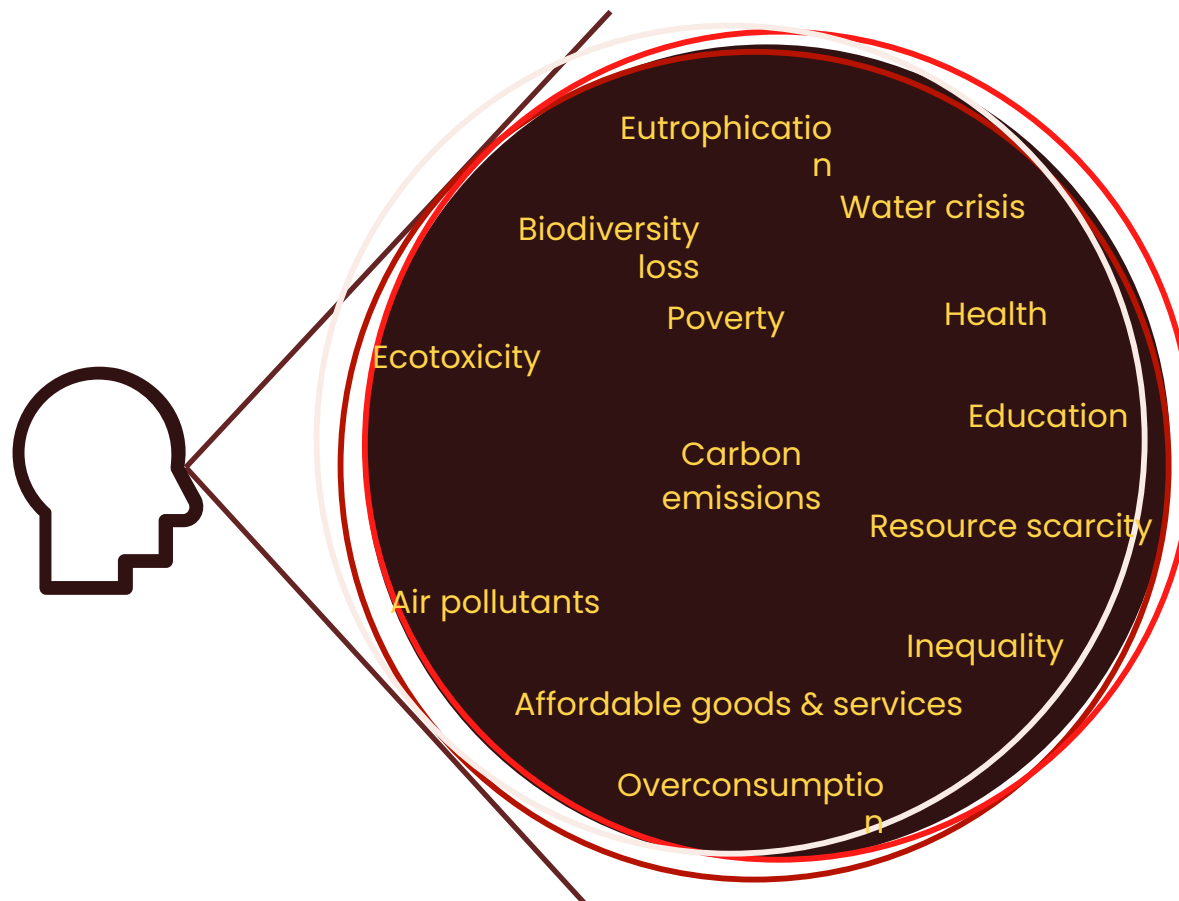 Eutrophicatio
n
Water crisis
Biodiversity
loss
Poverty
Health
Ecotoxicity
Education
Carbon
emissions
Resource scarcity
Air pollutants
Inequality
Affordable goods & services
Overconsumptio
n